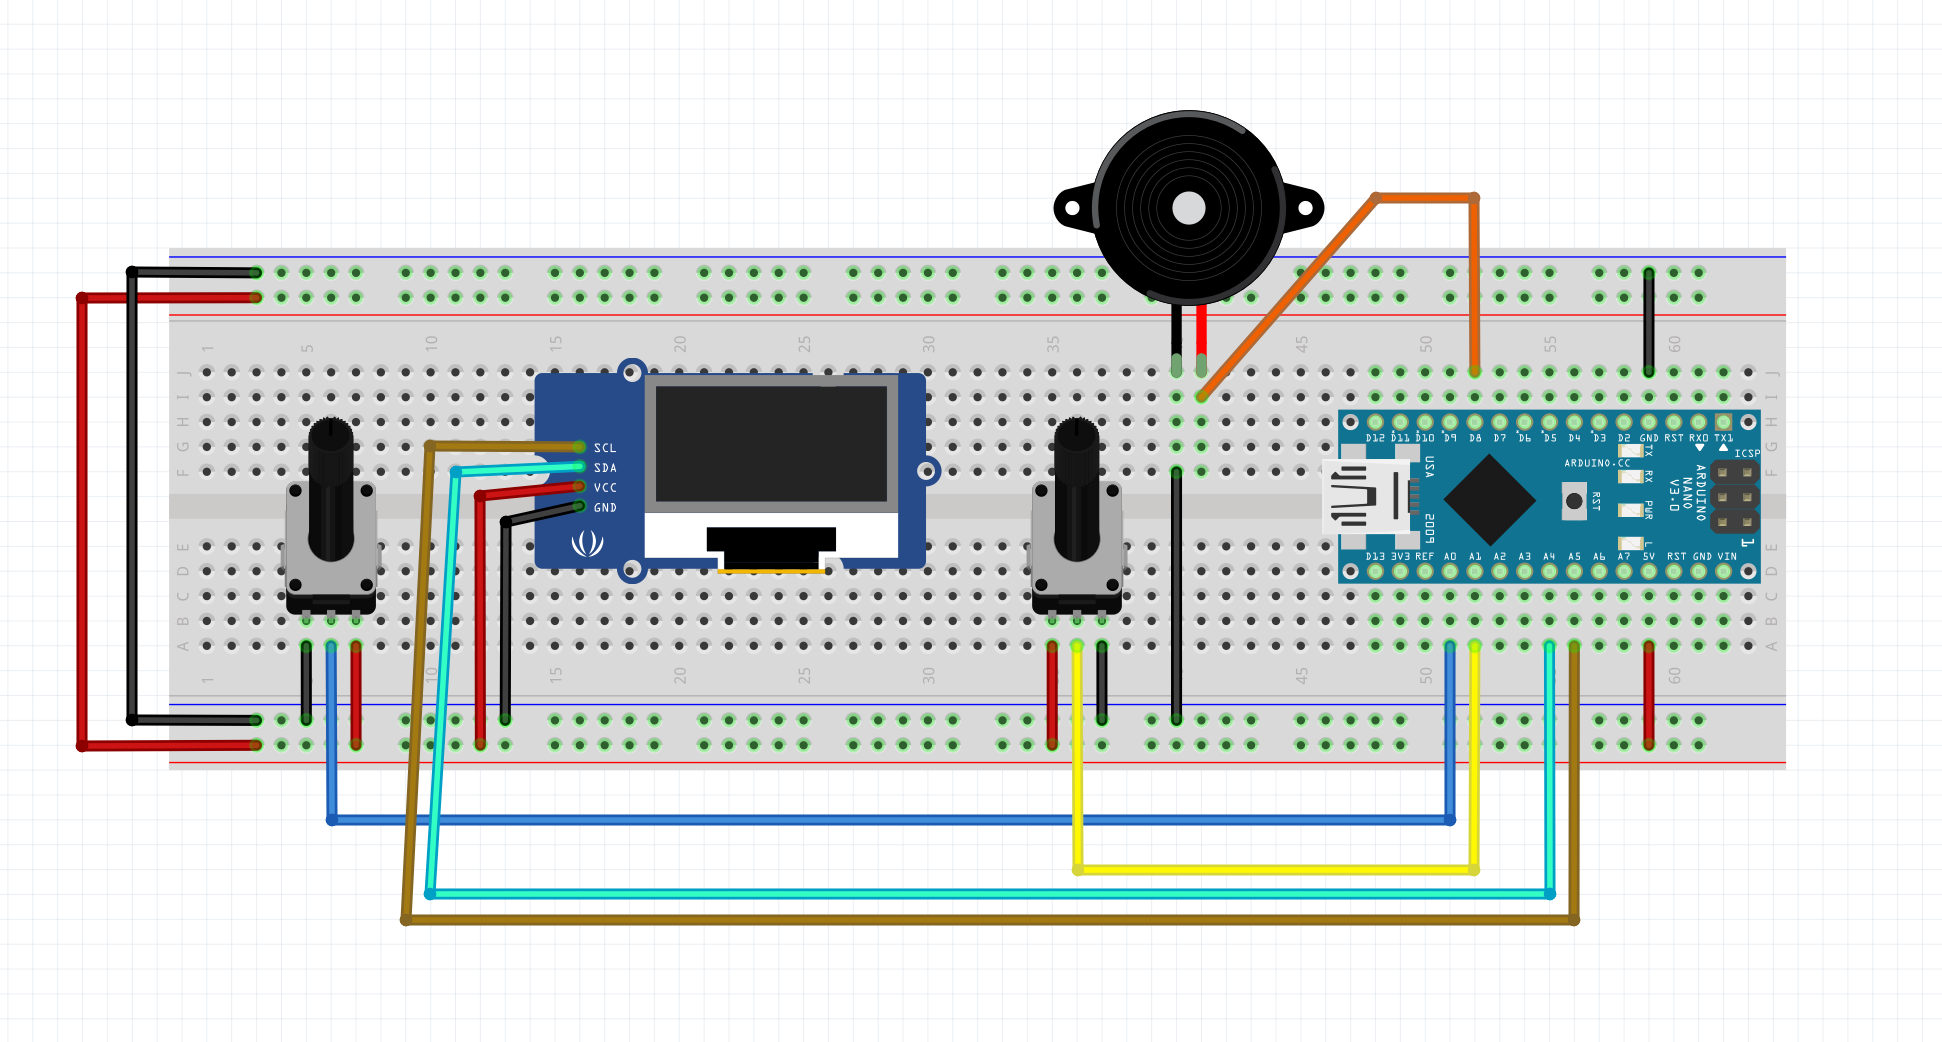 1 5 10 15 20 25 30 35 45 50 55 60
J J
I I
H H
G G
F F
SCL
SDA
VCC
GND
D12 D11 D10 D9 D8 D7 D6 D5 D4 D3 D2 GND RST RX0 TX1
USA
2009
ARDUINO.CC
TX
RX
PWR
L
RST
ICSP
ARDUINO
NANO
V3.0
1
D13 3V3 REF A0 A1 A2 A3 A4 A5 A6 A7 5V RST GND VIN
E E
D D
C C
B B
A A
1 10 15 20 25 30 45 50 60